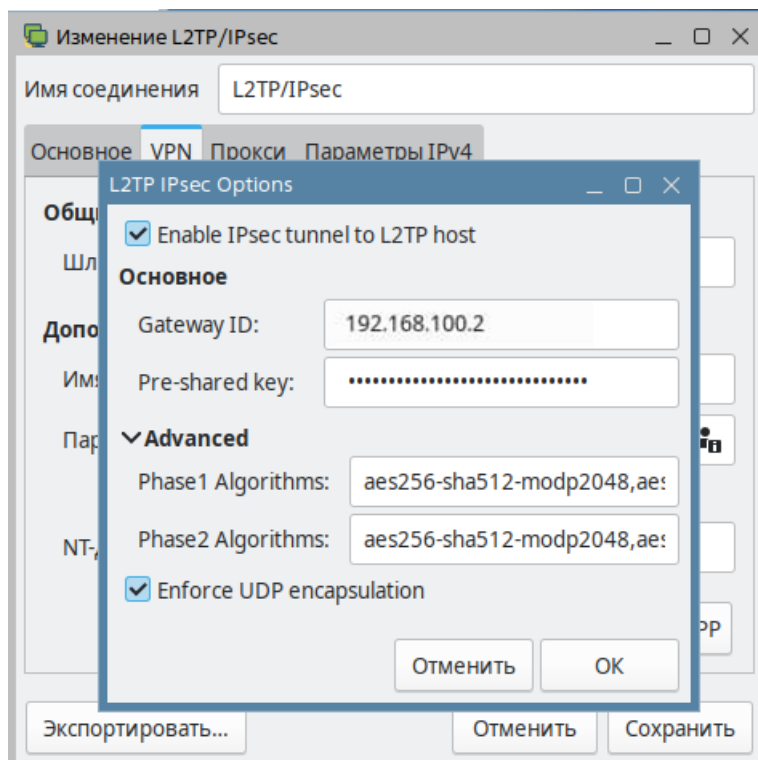 Изменение L2TP/IPsec
Имя соединения L2TP/IPsec
Основное VPN Прокси Параметры IPv4
L2TP IPsec Options
Enable IPsec tunnel to L2TP host
Основное
Gateway ID: 192.168.100.2
Pre-shared key: ••••••••••••••••••••••••••••••
Advanced
Phase1 Algorithms: aes256-sha512-modp2048,aes
Phase2 Algorithms: aes256-sha512-modp2048,aes
Enforce UDP encapsulation
Отменить OK
Экспортировать... Отменить Сохранить